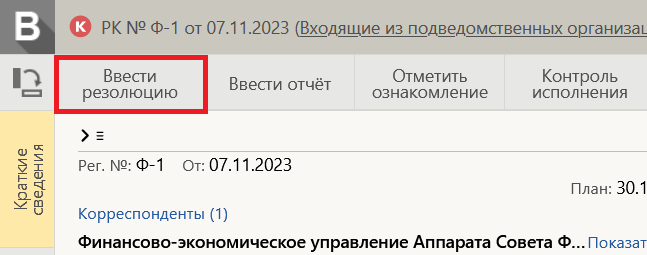 В
К РК № Ф-1 от 07.11.2023 (Входящие из подведомственных
Ввести резолюцию
Ввести отчёт
Отметить ознакомление
Контроль исполнения
Краткие сведения
Рег. №: Ф-1 От: 07.11.2023
План: 30.1
Корреспонденты (1)
Финансово-экономическое управление Аппарата Совета Ф... Показат